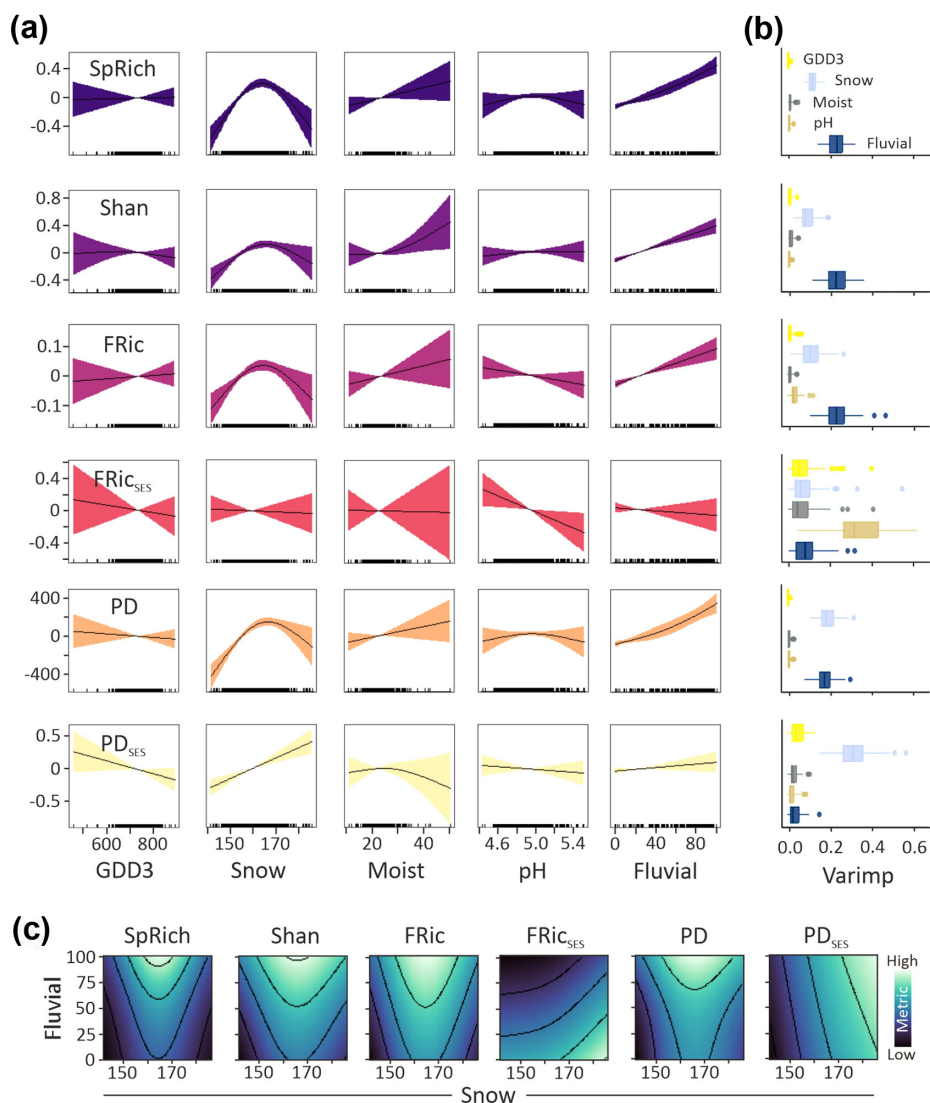 (a)
(b)
SpRich
0.4
0
-0.4
GDD3
Snow
Moist
pH
Fluvial
Shan
0.8
0.4
0
-0.4
FRic
0.1
0
-0.1
FRicSES
0.4
0
-0.4
PD
400
0
-400
PDSES
0.5
0
-0.5
600 800
150 170
20 40
4.6 5.0 5.4
0 40 80
0.0 0.2 0.4 0.6
GDD3
Snow
Moist
pH
Fluvial
Varimp
(c)
SpRich Shan FRic FRicSES PD PDSES
Fluvial
100
75
50
25
0
150 170 150 170 150 170 150 170 150 170 150 170
Snow
High
Metric
Low